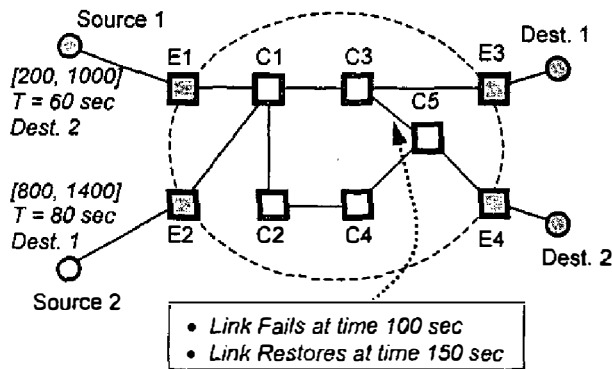 Source 1
[200, 1000]
T = 60 sec
Dest. 2
E1
C1
C3
E3
Dest. 1
C5
[800, 1400]
T = 80 sec
Dest. 1
E2
C2
C4
E4
Dest. 2
Source 2
• Link Fails at time 100 sec
• Link Restores at time 150 sec